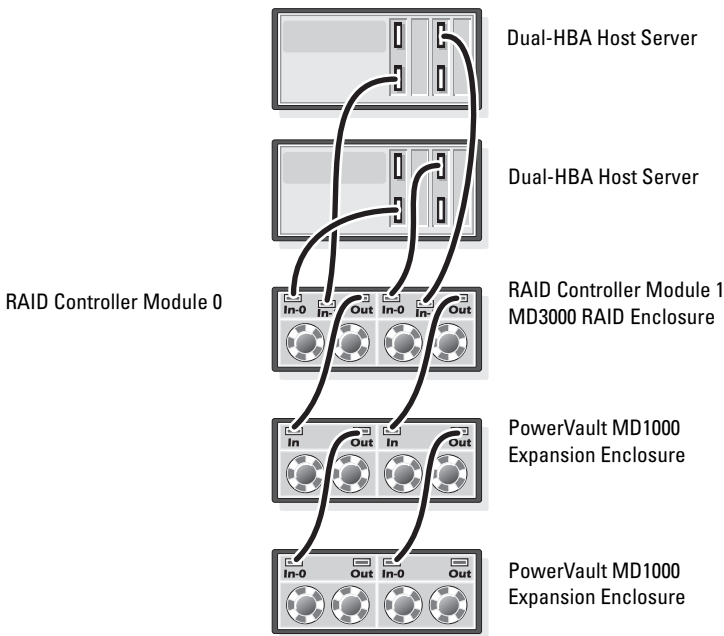 Dual-HBA Host Server
Dual-HBA Host Server
RAID Controller Module 0
RAID Controller Module 1
MD3000 RAID Enclosure
In-0 In- Out In-0 In- Out
PowerVault MD1000
Expansion Enclosure
In Out In Out
PowerVault MD1000
Expansion Enclosure
In-0 Out In-0 Out